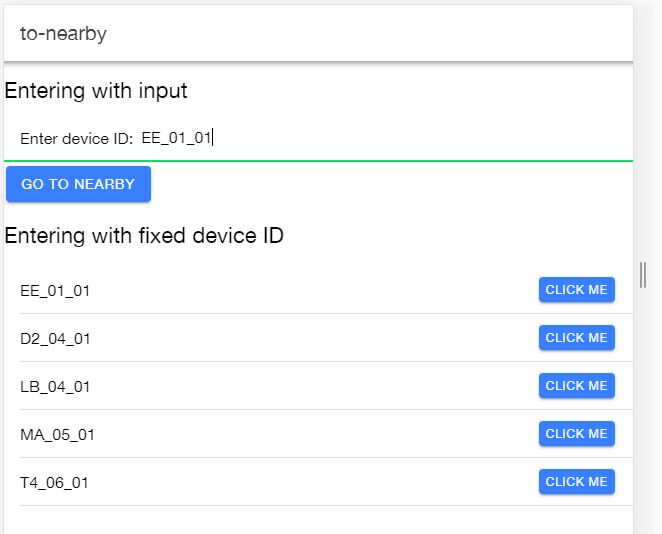 to-nearby
Entering with input
Enter device ID: EE_01_01
GO TO NEARBY
Entering with fixed device ID
EE_01_01 CLICK ME
D2_04_01 CLICK ME
LB_04_01 CLICK ME
MA_05_01 CLICK ME
T4_06_01 CLICK ME